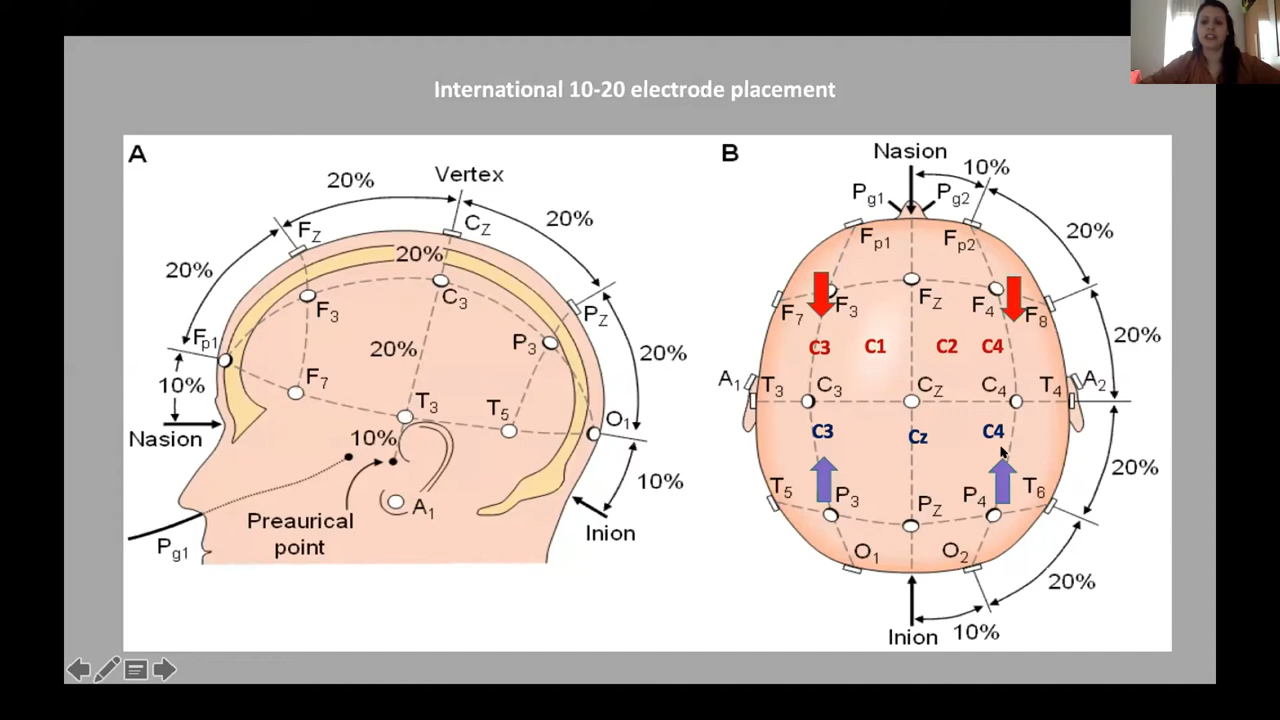 International 10-20 electrode placement
A
20%
Vertex
20%
FZ
CZ
20%
20%
C3
F3
PZ
Fp1
20%
P3
20%
10%
F7
T3
T5
O1
Nasion
10%
10%
A1
Preaurical
point
Inion
Pg1
B
Nasion
10%
Pg1
Pg2
Fp1
Fp2
20%
F7
F3
FZ
F4
F8
C3
C1
C2
C4
20%
A1
T3
C3
CZ
C4
T4
A2
C3
Cz
C4
20%
T5
P3
PZ
P4
T6
O1
O2
20%
Inion
10%